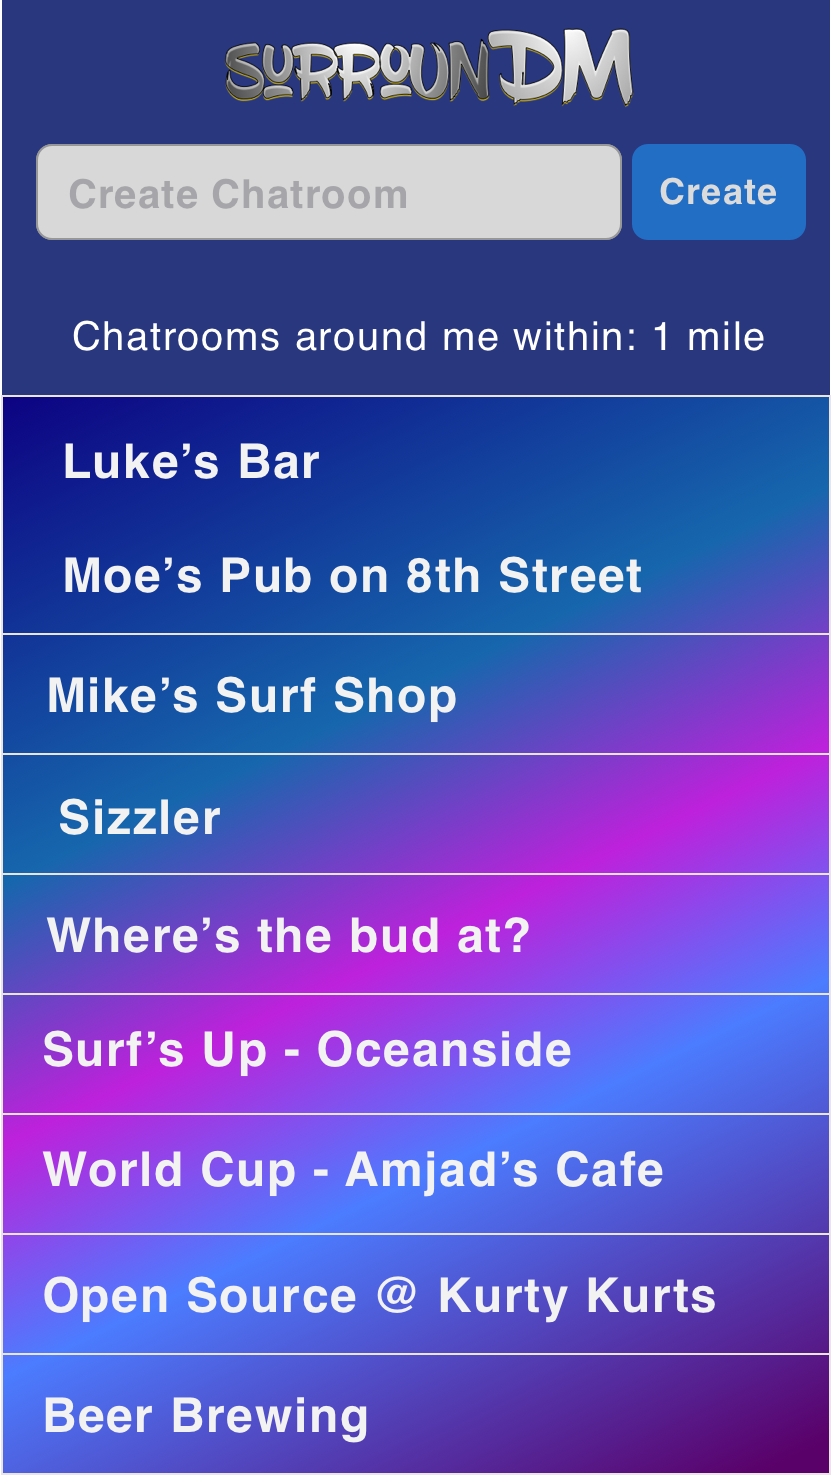 SURROUNDM
Create Chatroom
Create
Chatrooms around me within: 1 mile
Luke’s Bar
Moe’s Pub on 8th Street
Mike’s Surf Shop
Sizzler
Where’s the bud at?
Surf’s Up - Oceanside
World Cup - Amjad’s Cafe
Open Source @ Kurty Kurts
Beer Brewing